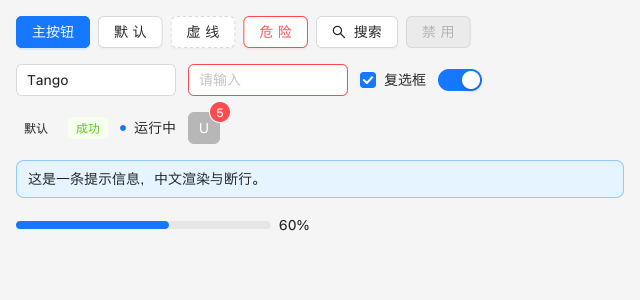 主按钮 默 认 虚 线 危 险 搜索 禁 用
Tango 请输入 复选框
默认 成功 运行中 U 5
这是一条提示信息，中文渲染与断行。
60%